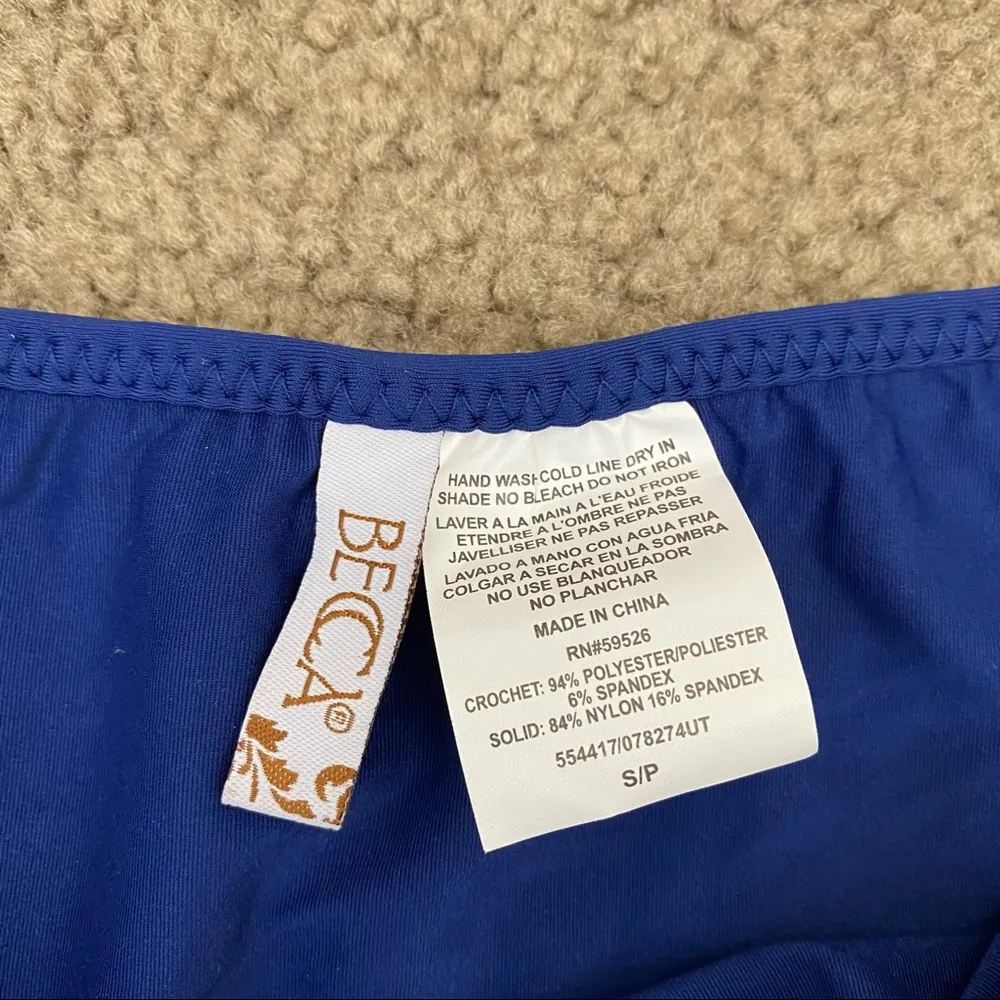 BECCA®
HAND WASH COLD LINE DRY IN
SHADE NO BLEACH DO NOT IRON
LAVER A LA MAIN A L'EAU FROIDE
ETENDRE A L'OMBRE NE PAS
JAVELLISER NE PAS REPASSER
LAVADO A MANO CON AGUA FRIA
COLGAR A SECAR EN LA SOMBRA
NO USE BLANQUEADOR
NO PLANCHAR
MADE IN CHINA
RN#59526
CROCHET: 94% POLYESTER/POLIESTER
6% SPANDEX
SOLID: 84% NYLON 16% SPANDEX
554417/078274UT
S/P